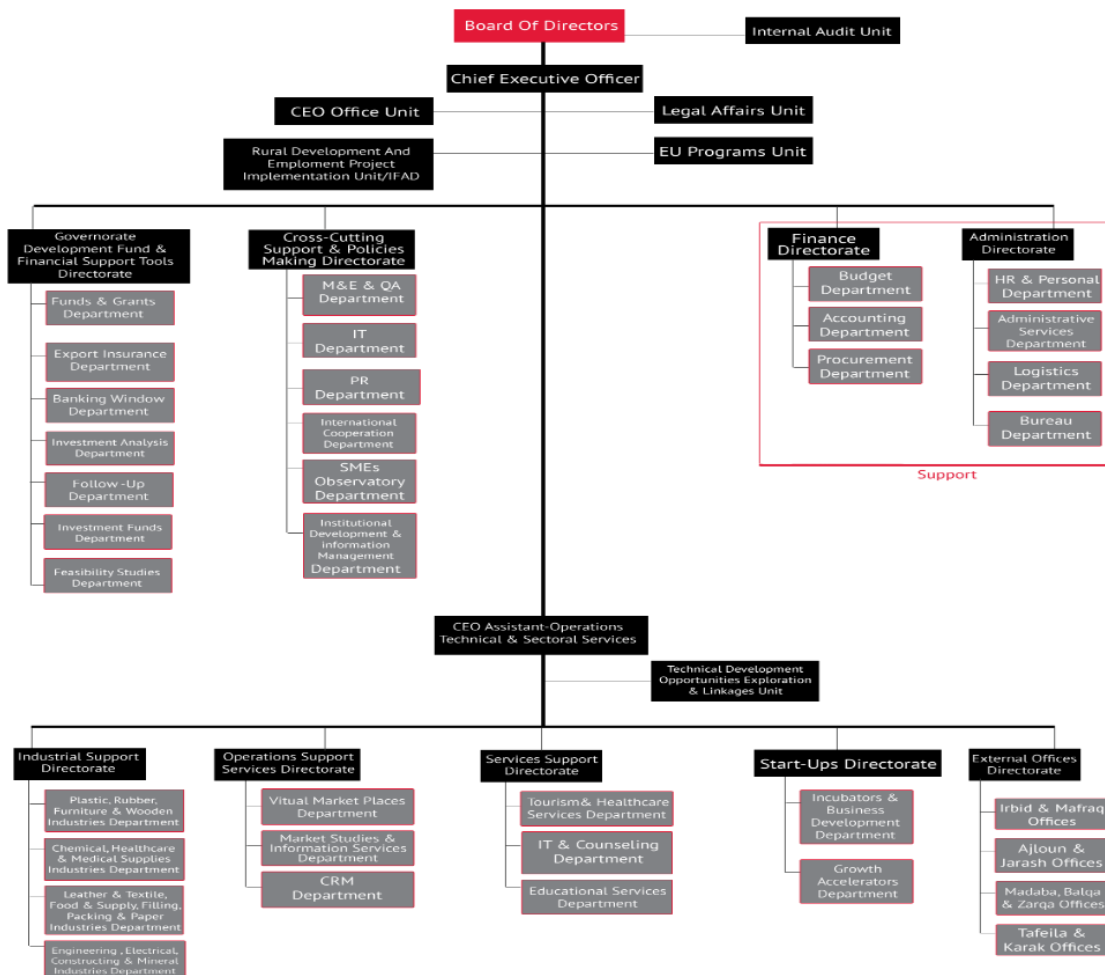 Board Of Directors
Internal Audit Unit
Chief Executive Officer
CEO Office Unit
Legal Affairs Unit
Rural Development And
Emploment Project
Implementation Unit/IFAD
EU Programs Unit
Governorate
Development Fund &
Financial Support Tools
Directorate
Funds & Grants
Department
Export Insurance
Department
Banking Window
Department
Investment Analysis
Department
Follow -Up
Department
Investment Funds
Department
Feasibility Studies
Department
Cross-Cutting
Support & Policies
Making Directorate
M&E & QA
Department
IT
Department
PR
Department
International
Cooperation
Department
SMEs
Observatory
Department
Institutional
Development &
information
Management
Department
Finance
Directorate
Budget
Department
Accounting
Department
Procurement
Department
Administration
Directorate
HR & Personal
Department
Administrative
Services
Department
Logistics
Department
Bureau
Department
Support
CEO Assistant-Operations
Technical & Sectoral Services
Technical Development
Opportunities Exploration
& Linkages Unit
Industrial Support
Directorate
Plastic, Rubber,
Furniture & Wooden
Industries Department
Chemical, Healthcare
& Medical Supplies
Industries Department
Leather & Textile,
Food & Supply, Filling,
Packing & Paper
Industries Department
Engineering , Electrical,
Constructing & Mineral
Industries Department
Operations Support
Services Directorate
Vitual Market Places
Department
Market Studies &
Information Services
Department
CRM
Department
Services Support
Directorate
Tourism& Healthcare
Services Department
IT & Counseling
Department
Educational Services
Department
Start-Ups Directorate
Incubators &
Business
Development
Department
Growth
Accelerators
Department
External Offices
Directorate
Irbid & Mafraq
Offices
Ajloun &
Jarash Offices
Madaba, Balqa
& Zarqa Offices
Tafeila &
Karak Offices